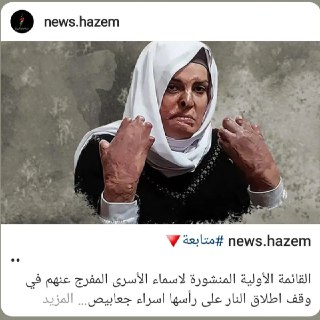 news.hazem
news.hazem #متابعة🔻
..
القائمة الأولية المنشورة لاسماء الأسرى المفرج عنهم في
وقف اطلاق النار على رأسها اسراء جعابيص... المزيد